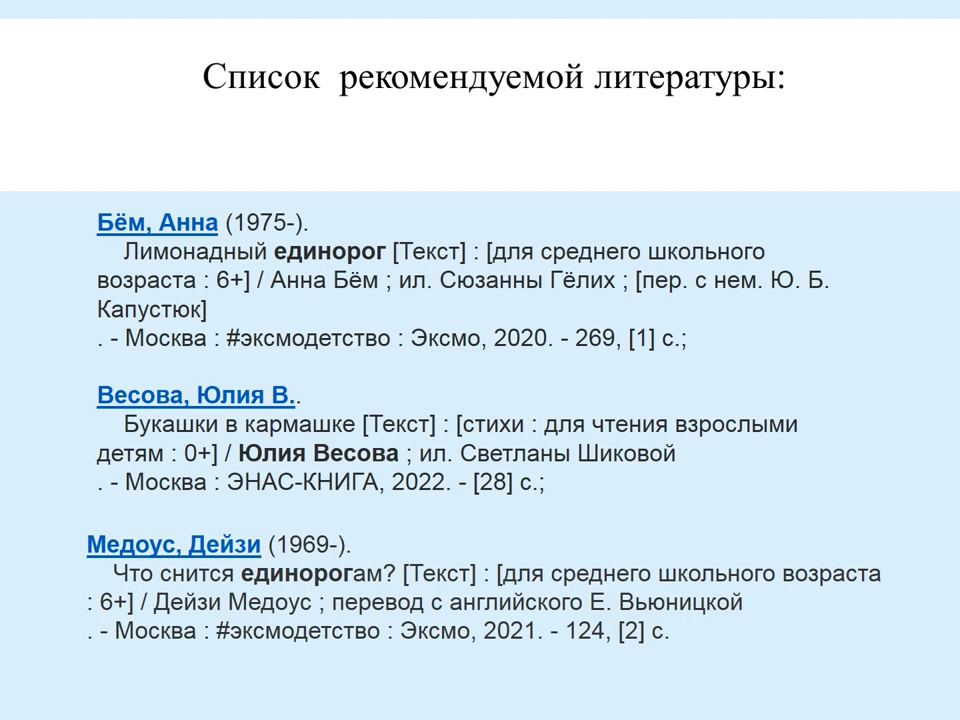 Список  рекомендуемой литературы:
Бём, Анна (1975-).
Лимонадный единорог [Текст] : [для среднего школьного
возраста : 6+] / Анна Бём ; ил. Сюзанны Гёлих ; [пер. с нем. Ю. Б.
Капустюк]
. - Москва : #эксмодетство : Эксмо, 2020. - 269, [1] с.;
Весова, Юлия В..
Букашки в кармашке [Текст] : [стихи : для чтения взрослыми
детям : 0+] / Юлия Весова ; ил. Светланы Шиковой
. - Москва : ЭНАС-КНИГА, 2022. - [28] с.;
Медоус, Дейзи (1969-).
Что снится единорогам? [Текст] : [для среднего школьного возраста
: 6+] / Дейзи Медоус ; перевод с английского Е. Вьюницкой
. - Москва : #эксмодетство : Эксмо, 2021. - 124, [2] с.